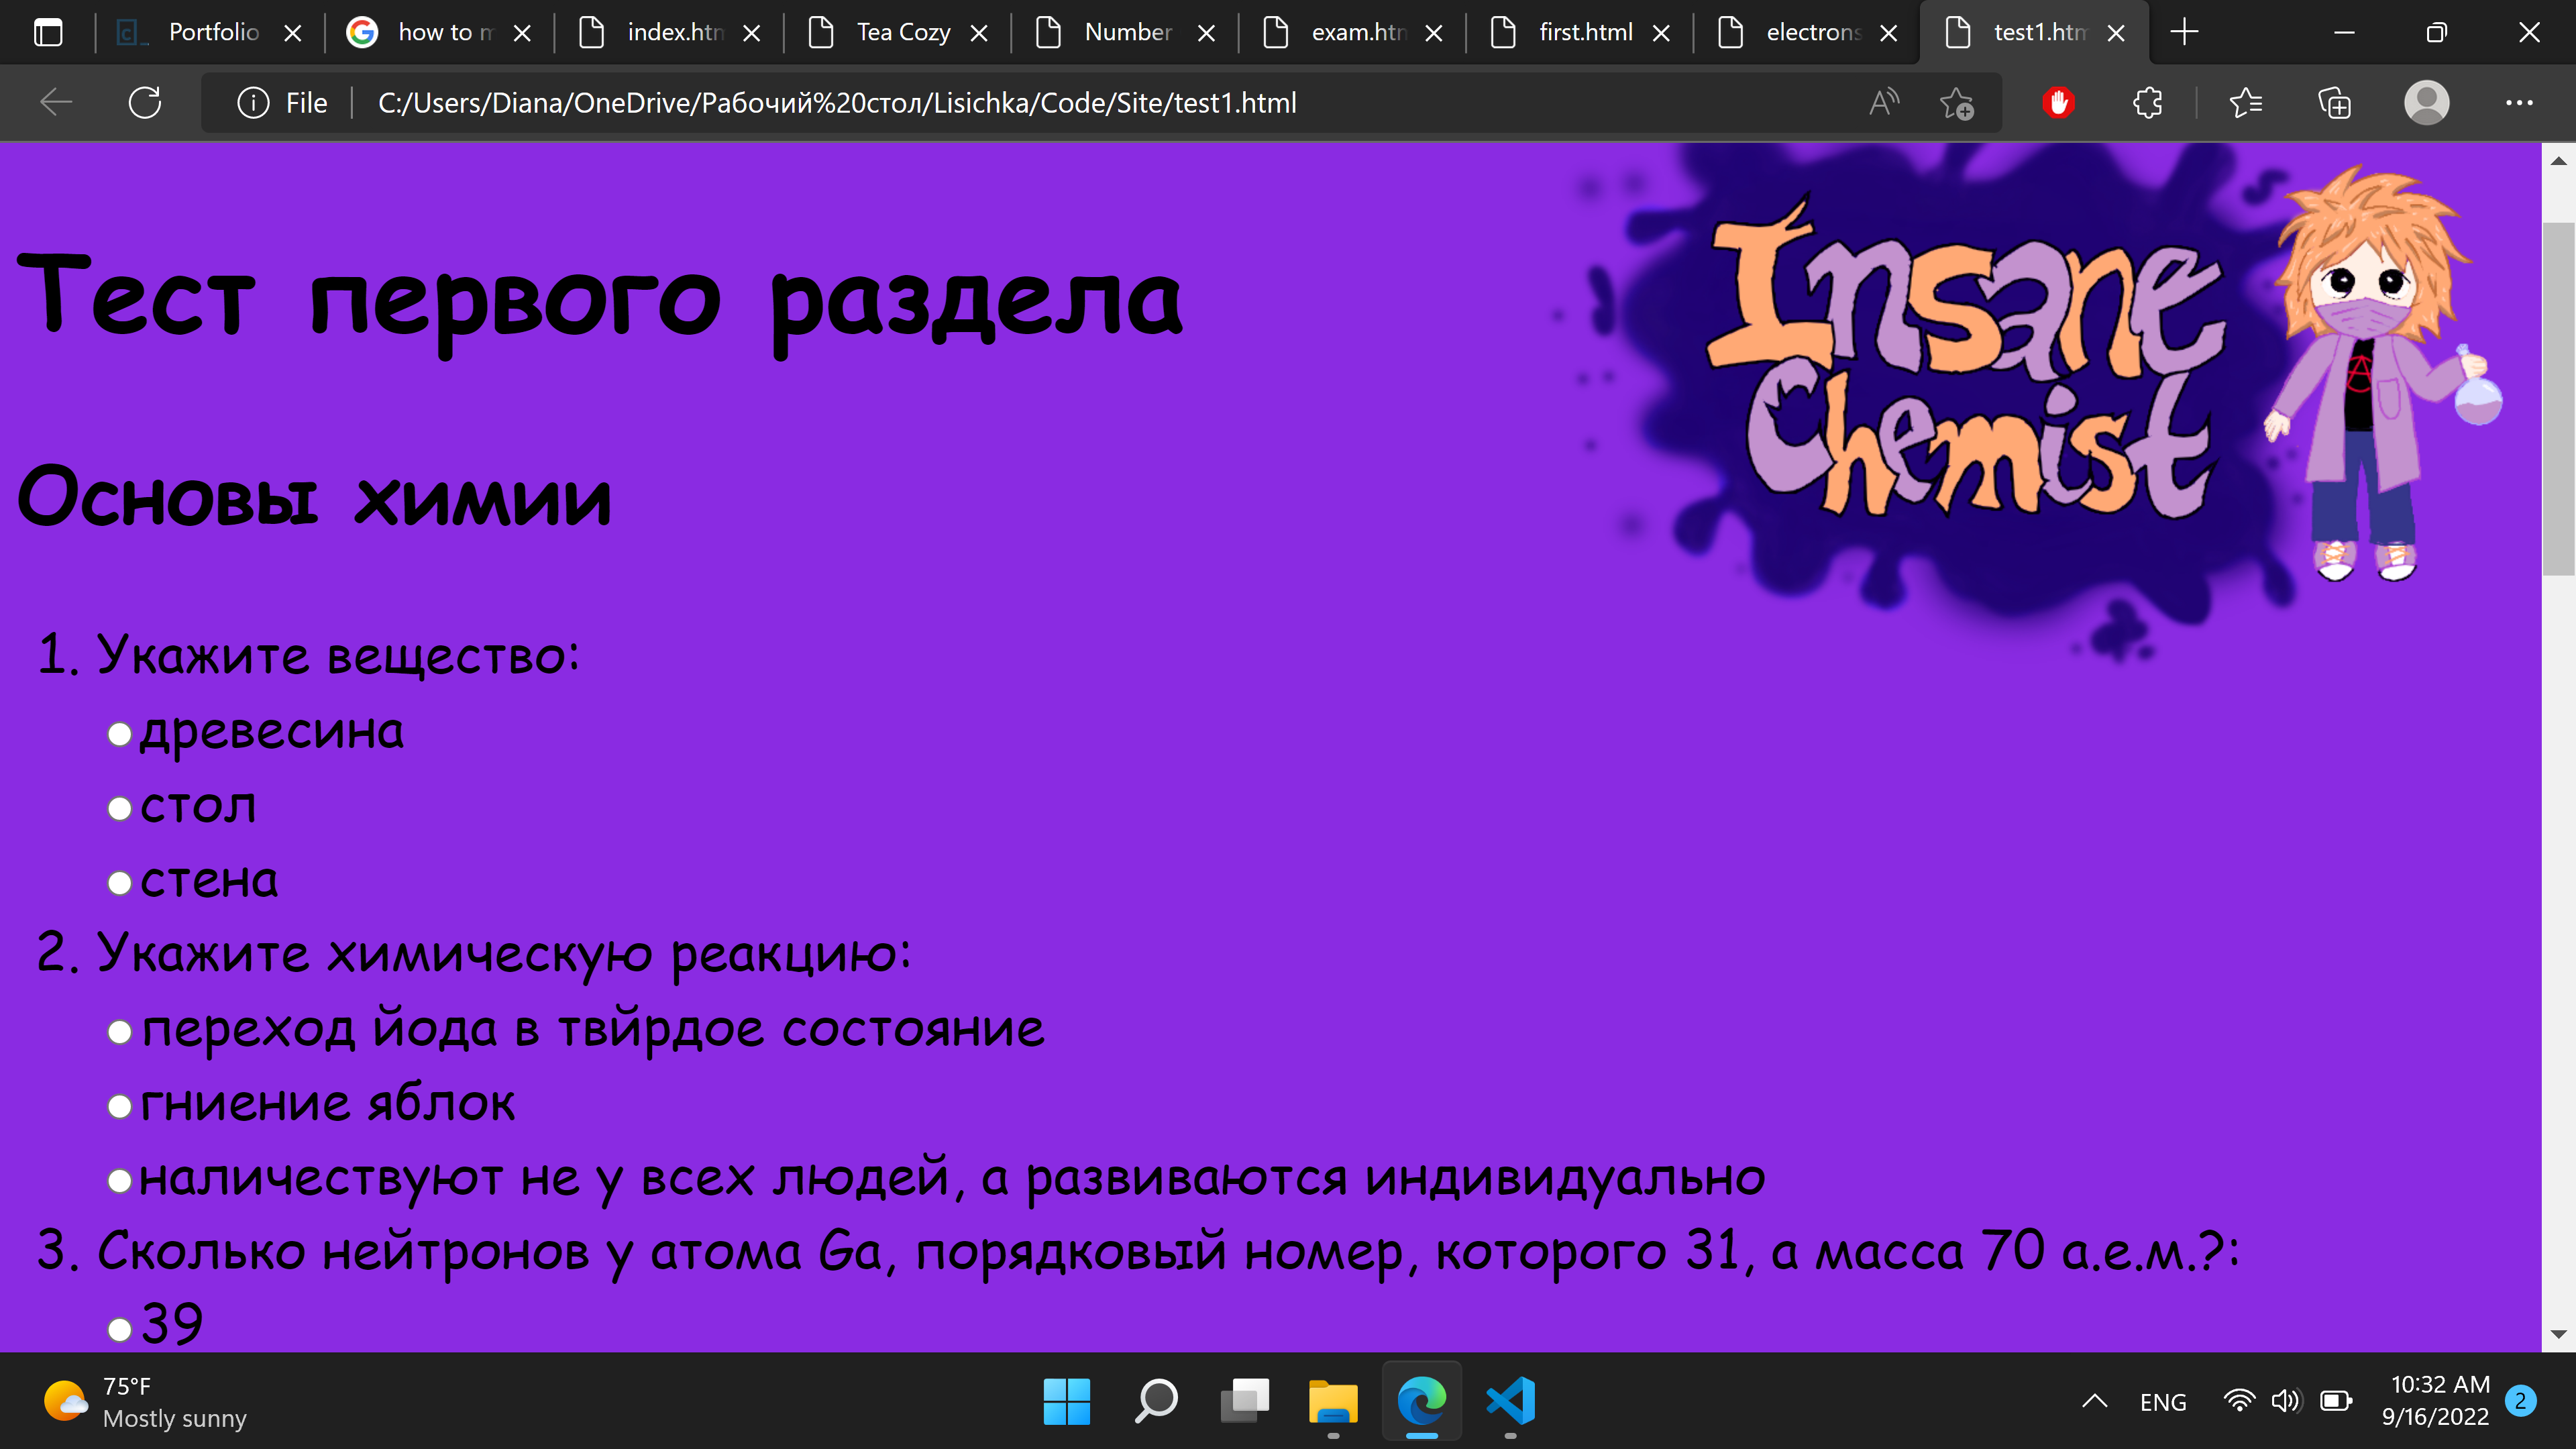 Portfolio
how to m
index.htm
Tea Cozy
Number
exam.htm
first.html
electrons
test1.htm
File
C:/Users/Diana/OneDrive/Рабочий%20стол/Lisichka/Code/Site/test1.html
Insane
Chemist
Тест первого раздела
Основы химии
1. Укажите вещество:
древесина
стол
стена
2. Укажите химическую реакцию:
переход йода в твйрдое состояние
гниение яблок
наличествуют не у всех людей, а развиваются индивидуально
3. Сколько нейтронов у атома Ga, порядковый номер, которого 31, а масса 70 а.е.м.?:
39
75°F
Mostly sunny
ENG
10:32 AM
9/16/2022
2